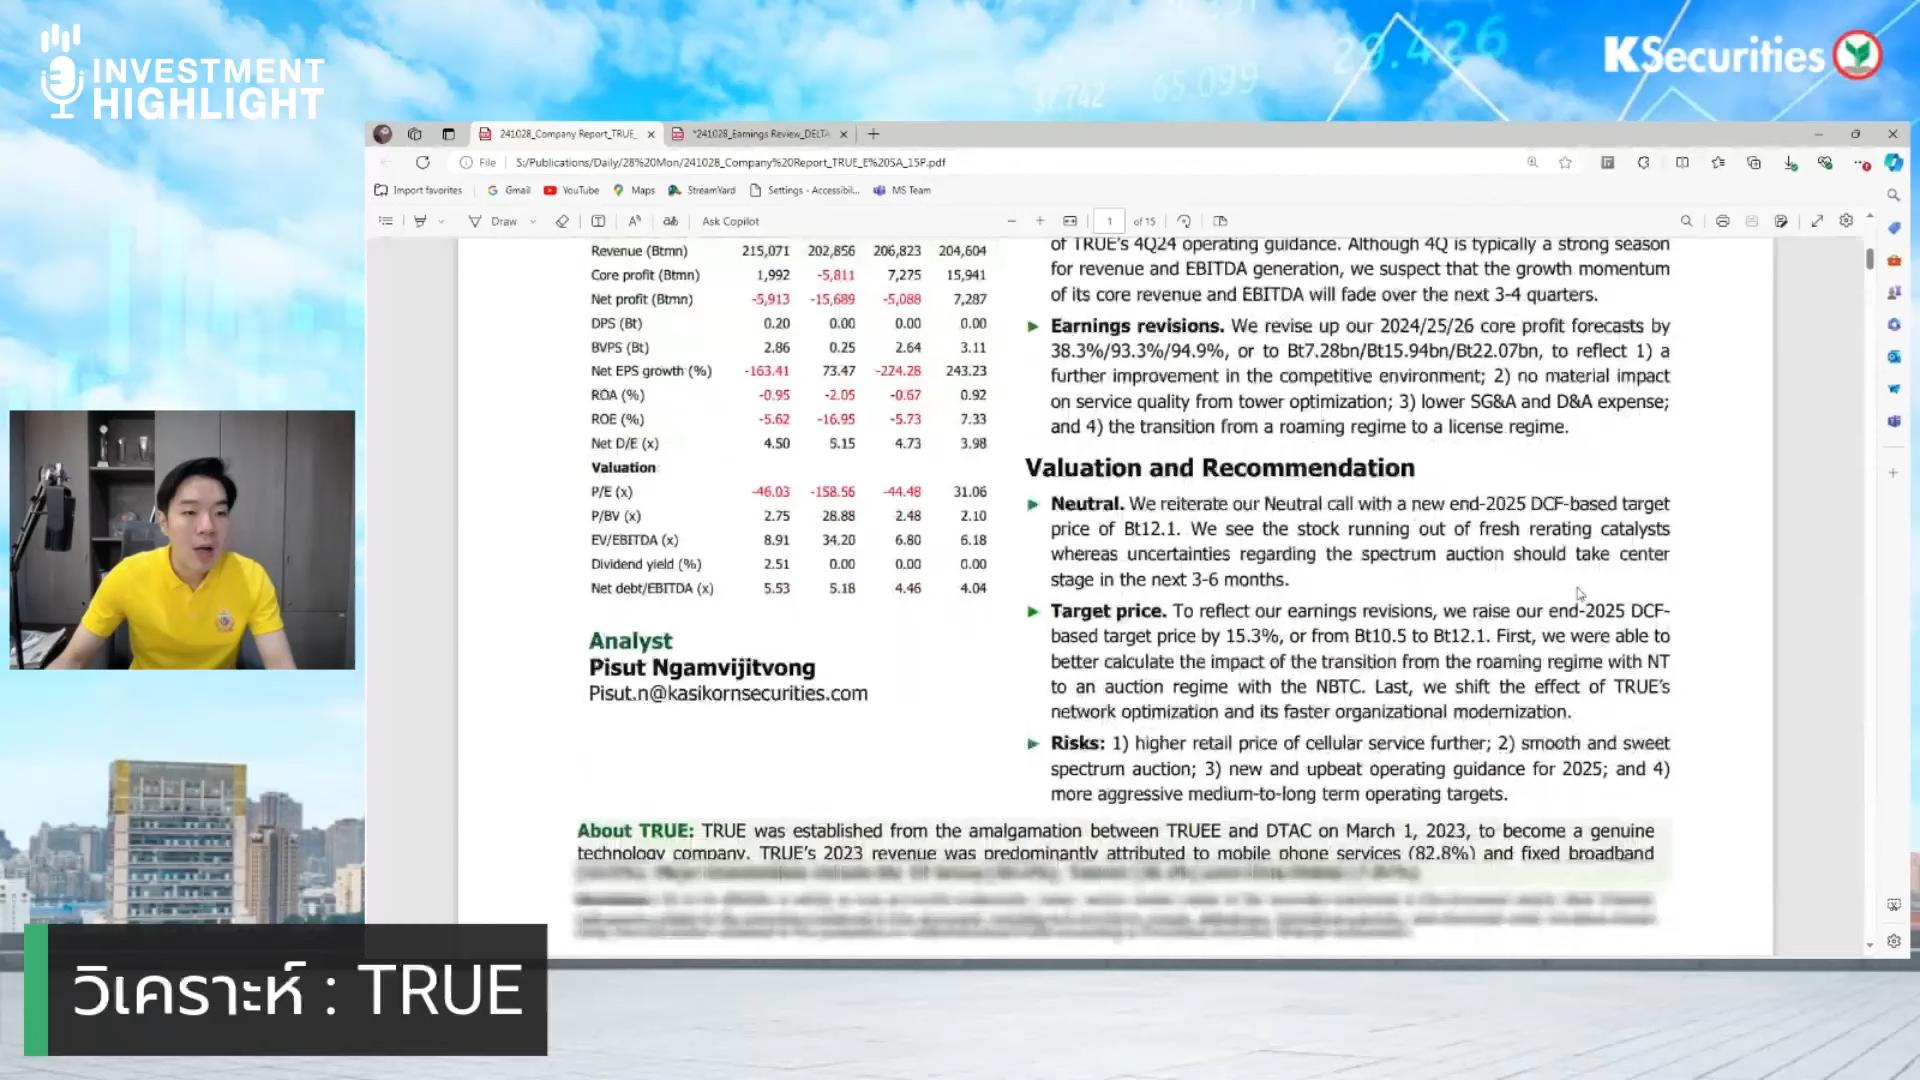 INVESTMENT
HIGHLIGHT
29.426
37.742
65.099
KSecurities
241028_Company Report_TRUE_
*241028_Earnings Review_DELTA
File
S:/Publications/Daily/28%20Mon/241028_Company%20Report_TRUE_E%20SA_15P.pdf
Import favorites
Gmail
YouTube
Maps
StreamYard
Settings - Accessibil...
MS Team
Draw
Ask Copilot
1 of 15
Revenue (Btmn) 215,071 202,856 206,823 204,604
Core profit (Btmn) 1,992 -5,811 7,275 15,941
Net profit (Btmn) -5,913 -15,689 -5,088 7,287
DPS (Bt) 0.20 0.00 0.00 0.00
BVPS (Bt) 2.86 0.25 2.64 3.11
Net EPS growth (%) -163.41 73.47 -224.28 243.23
ROA (%) -0.95 -2.05 -0.67 0.92
ROE (%) -5.62 -16.95 -5.73 7.33
Net D/E (x) 4.50 5.15 4.73 3.98
Valuation
P/E (x) -46.03 -158.56 -44.48 31.06
P/BV (x) 2.75 28.88 2.48 2.10
EV/EBITDA (x) 8.91 34.20 6.80 6.18
Dividend yield (%) 2.51 0.00 0.00 0.00
Net debt/EBITDA (x) 5.53 5.18 4.46 4.04
Analyst
Pisut Ngamvijitvong
Pisut.n@kasikornsecurities.com
of TRUE's 4Q24 operating guidance. Although 4Q is typically a strong season
for revenue and EBITDA generation, we suspect that the growth momentum
of its core revenue and EBITDA will fade over the next 3-4 quarters.
Earnings revisions. We revise up our 2024/25/26 core profit forecasts by
38.3%/93.3%/94.9%, or to Bt7.28bn/Bt15.94bn/Bt22.07bn, to reflect 1) a
further improvement in the competitive environment; 2) no material impact
on service quality from tower optimization; 3) lower SG&A and D&A expense;
and 4) the transition from a roaming regime to a license regime.
Valuation and Recommendation
Neutral. We reiterate our Neutral call with a new end-2025 DCF-based target
price of Bt12.1. We see the stock running out of fresh rerating catalysts
whereas uncertainties regarding the spectrum auction should take center
stage in the next 3-6 months.
Target price. To reflect our earnings revisions, we raise our end-2025 DCF-
based target price by 15.3%, or from Bt10.5 to Bt12.1. First, we were able to
better calculate the impact of the transition from the roaming regime with NT
to an auction regime with the NBTC. Last, we shift the effect of TRUE's
network optimization and its faster organizational modernization.
Risks: 1) higher retail price of cellular service further; 2) smooth and sweet
spectrum auction; 3) new and upbeat operating guidance for 2025; and 4)
more aggressive medium-to-long term operating targets.
About TRUE: TRUE was established from the amalgamation between TRUEE and DTAC on March 1, 2023, to become a genuine
technology company. TRUE's 2023 revenue was predominantly attributed to mobile phone services (82.8%) and fixed broadband
วิเคราะห์ : TRUE